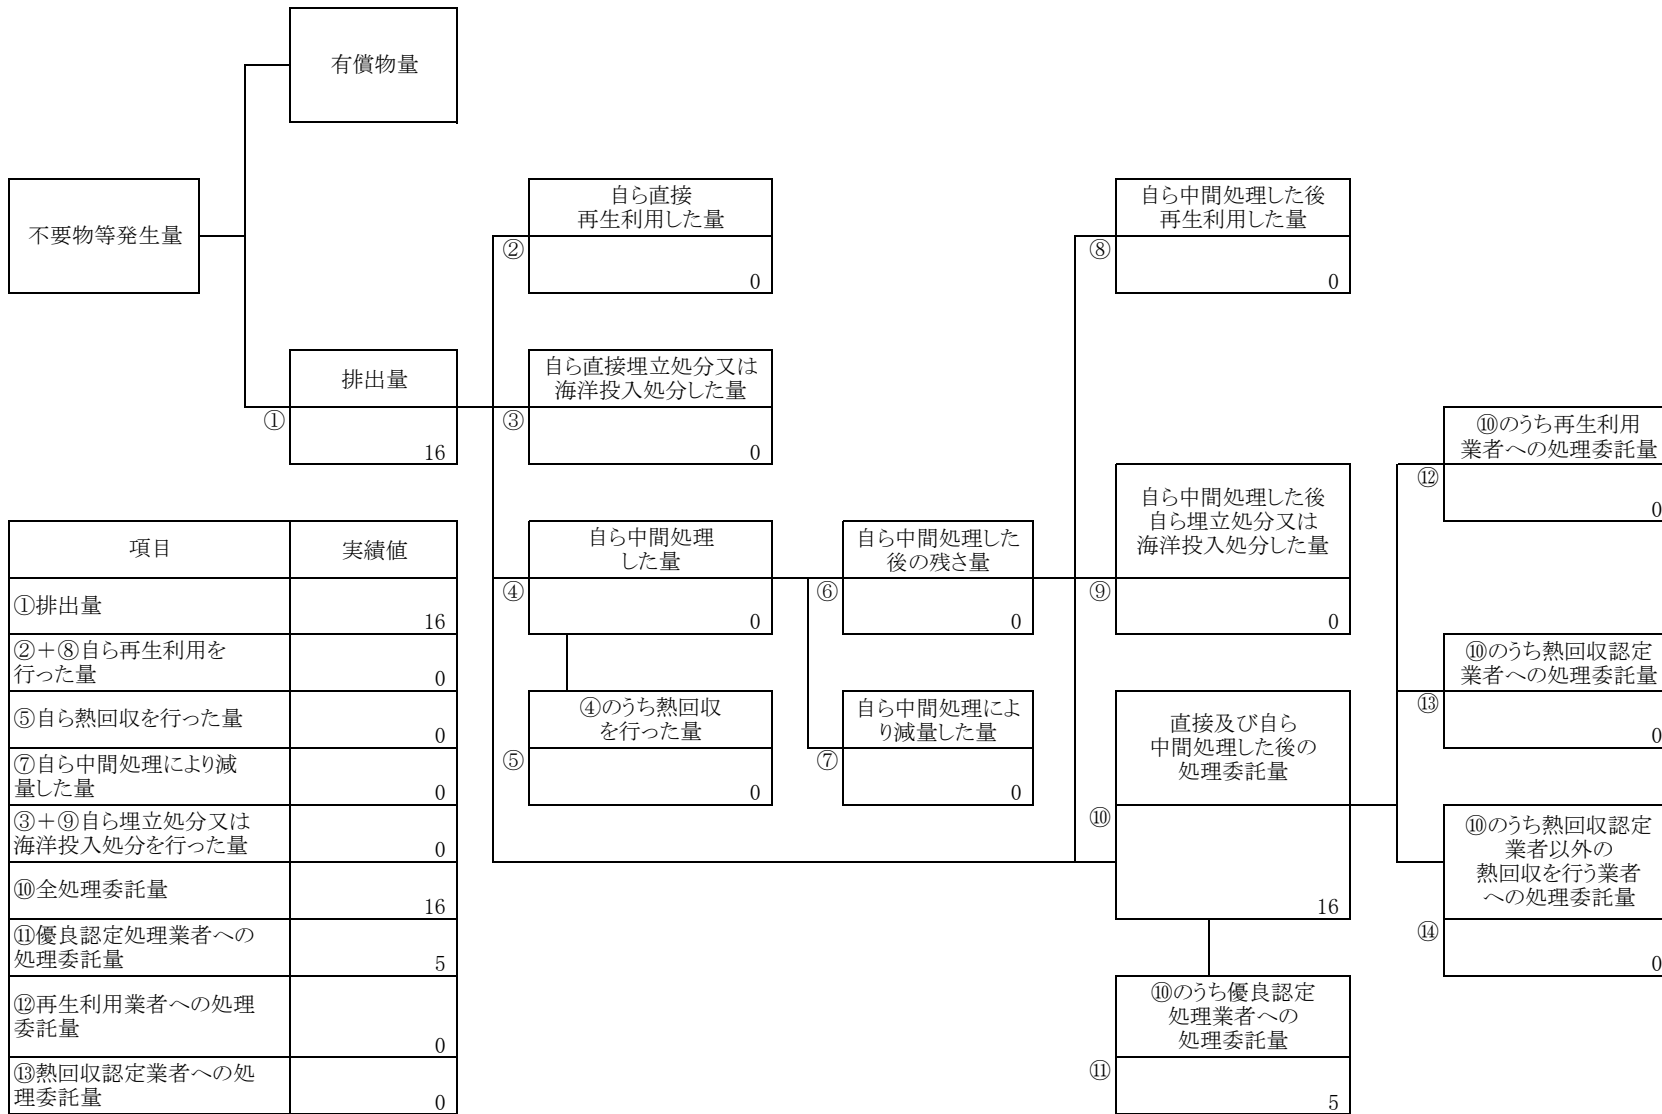 有償物量
不要物等発生量
自ら直接
再生利用した量
②
0
自ら中間処理した後
再生利用した量
⑧
0
排出量
①
16
自ら直接埋立処分又は
海洋投入処分した量
③
0
⑩のうち再生利用
業者への処理委託量
⑫
0
自ら中間処理した後
自ら埋立処分又は
海洋投入処分した量
⑨
0
自ら中間処理
した量
④
0
自ら中間処理した
後の残さ量
⑥
0
④のうち熱回収
を行った量
⑤
0
自ら中間処理によ
り減量した量
⑦
0
直接及び自ら
中間処理した後の
処理委託量
⑩
16
⑩のうち熱回収認定
業者への処理委託量
⑬
0
⑩のうち熱回収認定
業者以外の
熱回収を行う業者
への処理委託量
⑭
0
⑩のうち優良認定
処理業者への
処理委託量
⑪
5
項目 実績値
①排出量
16
②+⑧自ら再生利用を
行った量 0
⑤自ら熱回収を行った量
0
⑦自ら中間処理により減
量した量 0
③+⑨自ら埋立処分又は
海洋投入処分を行った量 0
⑩全処理委託量
16
⑪優良認定処理業者への
処理委託量 5
⑫再生利用業者への処理
委託量
0
⑬熱回収認定業者への処
理委託量 0